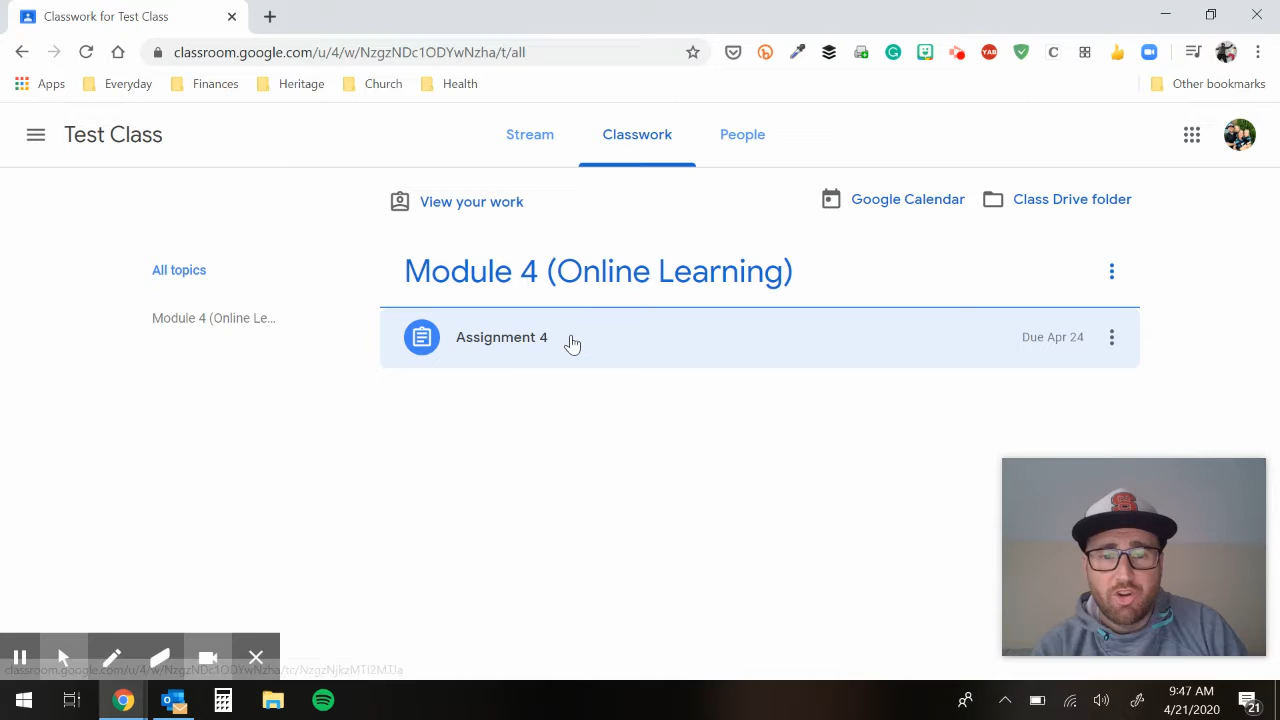 Classwork for Test Class
classroom.google.com/u/4/w/NzgzNDc1ODYwNzha/t/all
YAB
C
Apps
Everyday
Finances
Heritage
Church
Health
Other bookmarks
Test Class
Stream
Classwork
People
View your work
Google Calendar
Class Drive folder
All topics
Module 4 (Online Learning)
Module 4 (Online Le...
Assignment 4
Due Apr 24
9:47 AM
4/21/2020
21